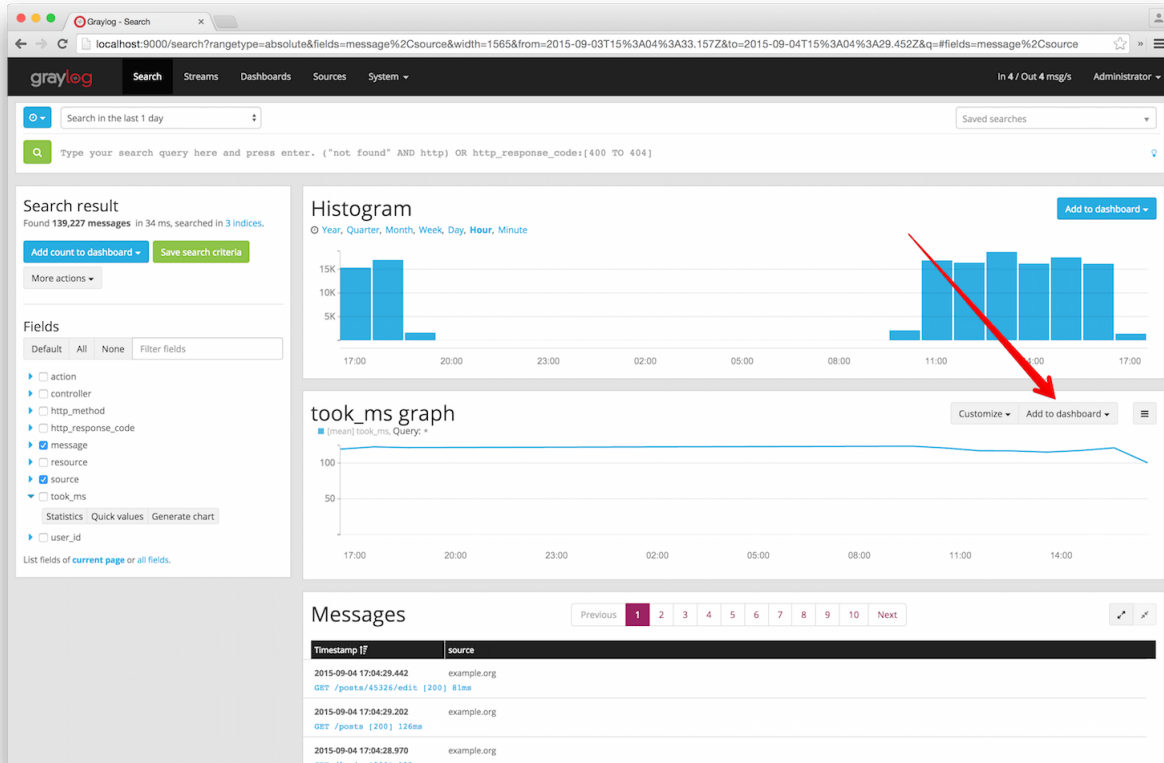 Graylog - Search
localhost:9000/search?rangetype=absolute&fields=message%2Csource&width=1565&from=2015-09-03T15%3A04%3A33.157Z&to=2015-09-04T15%3A04%3A29.452Z&q=#fields=message%2Csource
graylog Search Streams Dashboards Sources System In 4 / Out 4 msg/s Administrator
Search in the last 1 day Saved searches
Type your search query here and press enter. ("not found" AND http) OR http_response_code:[400 TO 404]
Search result
Found 139,227 messages in 34 ms, searched in 3 indices.
Add count to dashboard Save search criteria
More actions
Fields
Default All None Filter fields
action
controller
http_method
http_response_code
message
resource
source
took_ms
Statistics Quick values Generate chart
user_id
List fields of current page or all fields.
Histogram Add to dashboard
Year, Quarter, Month, Week, Day, Hour, Minute
15K
10K
5K
17:00 20:00 23:00 02:00 05:00 08:00 11:00 :00 17:00
took_ms graph Customize Add to dashboard
[mean] took_ms, Query: *
100
50
17:00 20:00 23:00 02:00 05:00 08:00 11:00 14:00
Messages Previous 1 2 3 4 5 6 7 8 9 10 Next
Timestamp source
2015-09-04 17:04:29.442 example.org
GET /posts/45326/edit [200] 81ms
2015-09-04 17:04:29.202 example.org
GET /posts [200] 126ms
2015-09-04 17:04:28.970 example.org